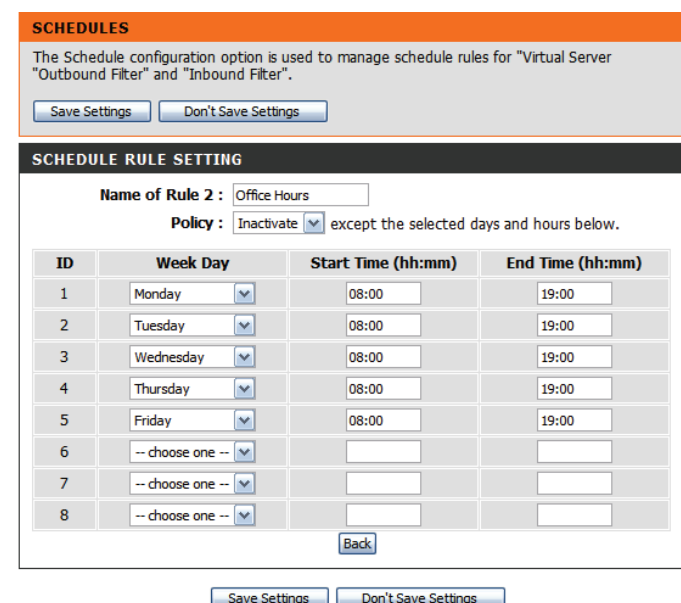 SCHEDULES
The Schedule configuration option is used to manage schedule rules for "Virtual Server
"Outbound Filter" and "Inbound Filter".
Save Settings Don't Save Settings
SCHEDULE RULE SETTING
Name of Rule 2 : Office Hours
Policy : Inactivate except the selected days and hours below.
ID Week Day Start Time (hh:mm) End Time (hh:mm)
1 Monday 08:00 19:00
2 Tuesday 08:00 19:00
3 Wednesday 08:00 19:00
4 Thursday 08:00 19:00
5 Friday 08:00 19:00
6 -- choose one --
7 -- choose one --
8 -- choose one --
Back
Save Settings Don't Save Settings